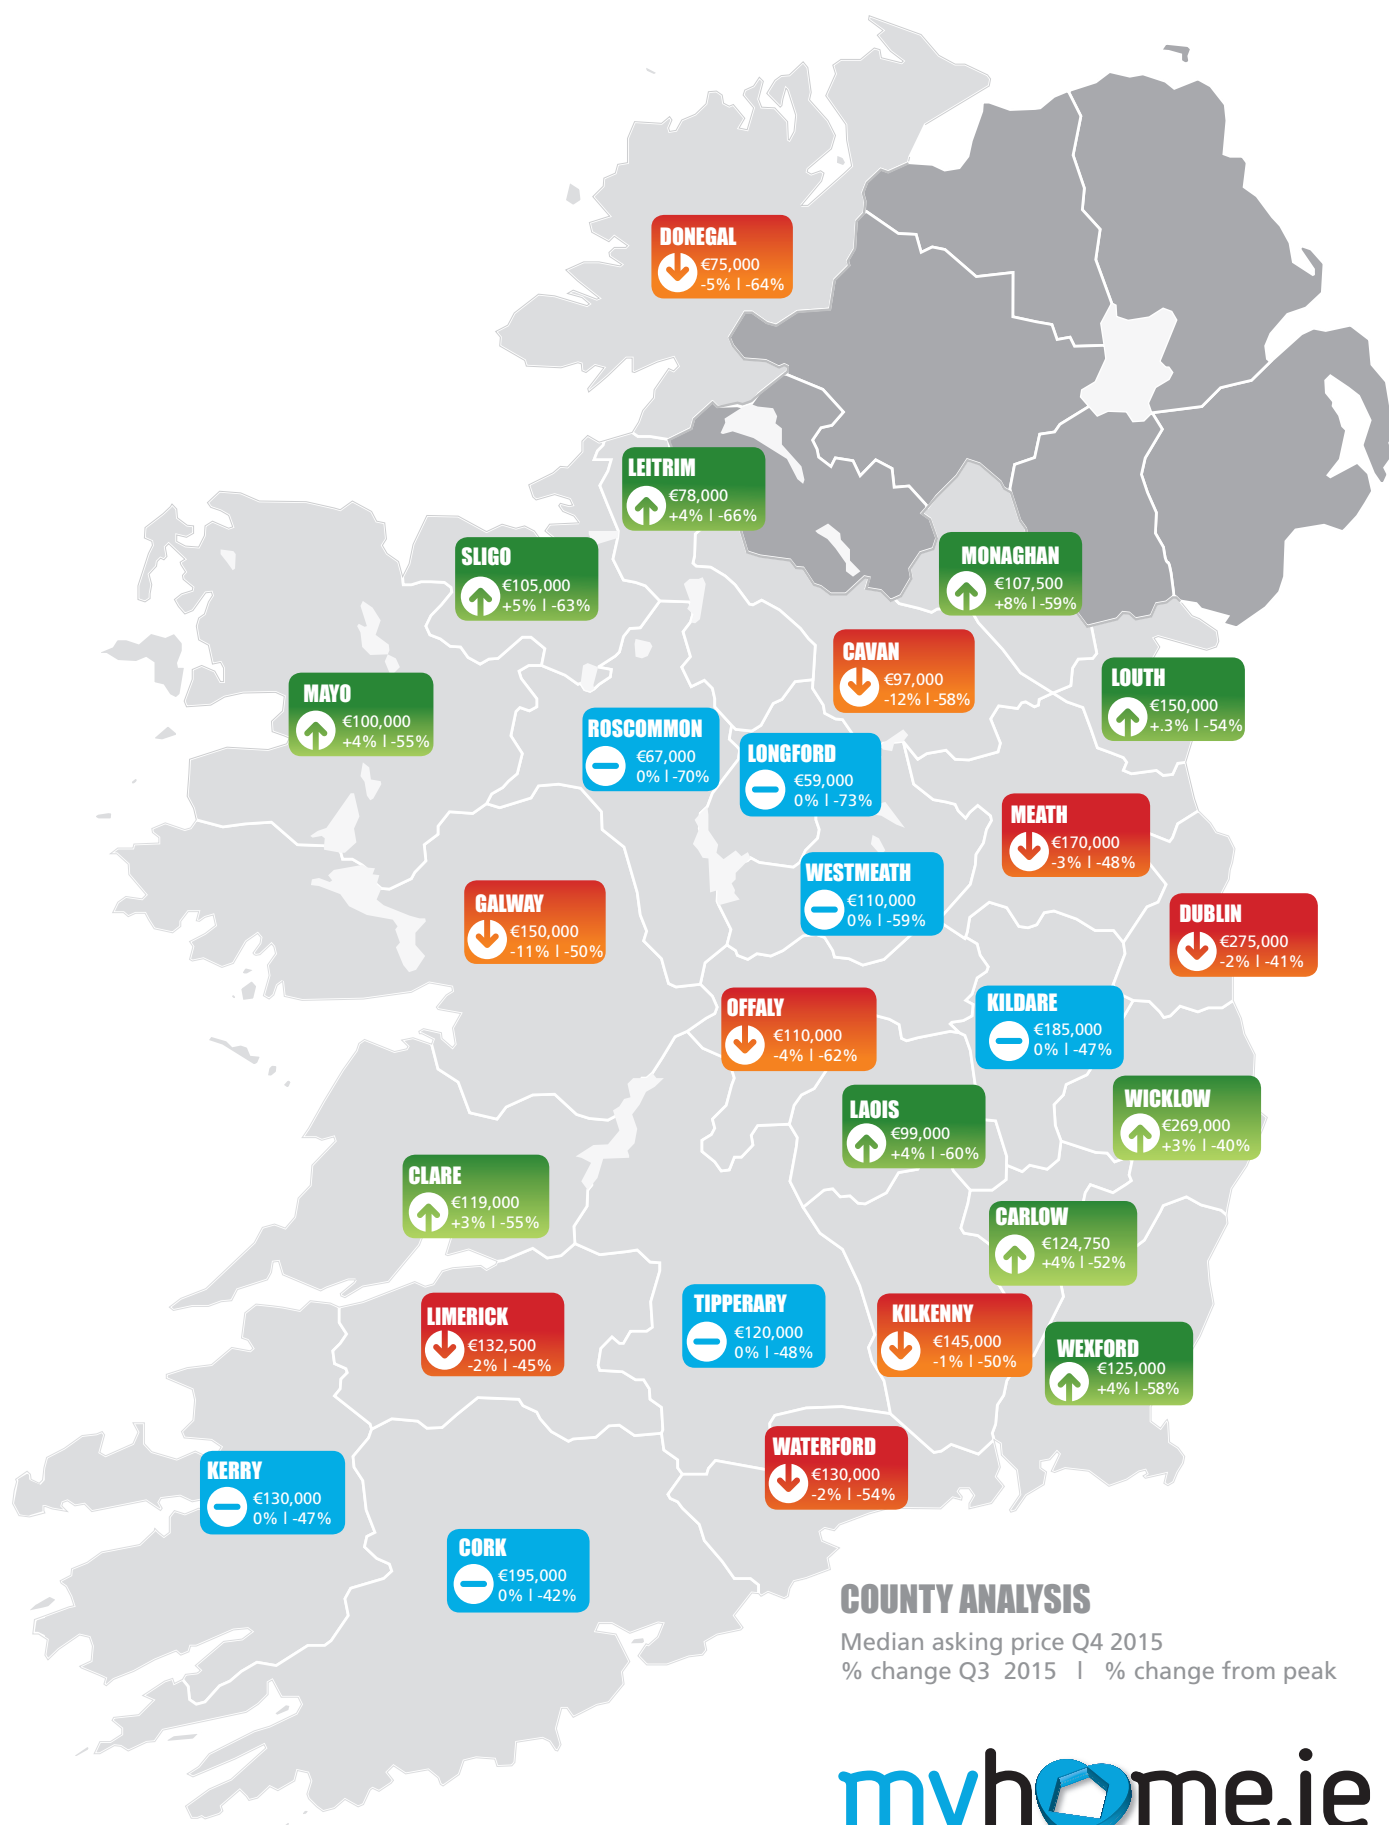 DONEGAL
€75,000
-5% | -64%
LEITRIM
€78,000
+4% | -66%
SLIGO
€105,000
+5% | -63%
MONAGHAN
€107,500
+8% | -59%
CAVAN
€97,000
-12% | -58%
LOUTH
€150,000
+.3% | -54%
MAYO
€100,000
+4% | -55%
ROSCOMMON
€67,000
0% | -70%
LONGFORD
€59,000
0% | -73%
MEATH
€170,000
-3% | -48%
WESTMEATH
€110,000
0% | -59%
GALWAY
€150,000
-11% | -50%
DUBLIN
€275,000
-2% | -41%
OFFALY
€110,000
-4% | -62%
KILDARE
€185,000
0% | -47%
LAOIS
€99,000
+4% | -60%
WICKLOW
€269,000
+3% | -40%
CLARE
€119,000
+3% | -55%
CARLOW
€124,750
+4% | -52%
LIMERICK
€132,500
-2% | -45%
TIPPERARY
€120,000
0% | -48%
KILKENNY
€145,000
-1% | -50%
WEXFORD
€125,000
+4% | -58%
WATERFORD
€130,000
-2% | -54%
KERRY
€130,000
0% | -47%
CORK
€195,000
0% | -42%
COUNTY ANALYSIS
Median asking price Q4 2015
% change Q3 2015 | % change from peak
myhome.ie